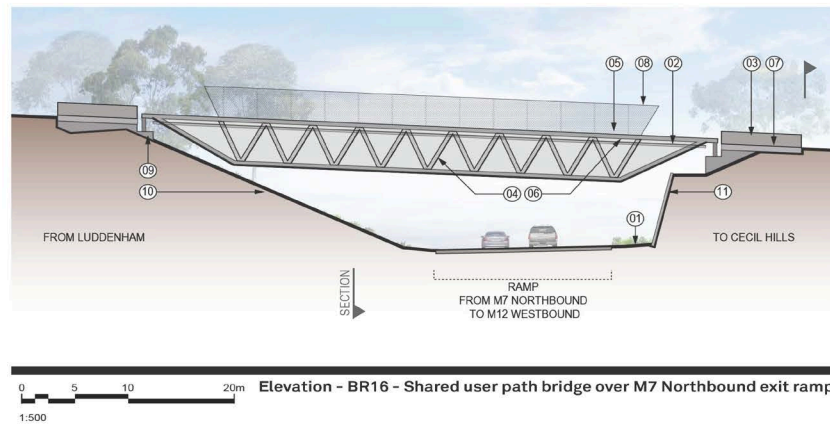 05 08 02 03 07
09
10 04 06 11
01
FROM LUDDENHAM
TO CECIL HILLS
SECTION
RAMP
FROM M7 NORTHBOUND
TO M12 WESTBOUND
0 5 10 20m
1:500
Elevation - BR16 - Shared user path bridge over M7 Northbound exit ramp